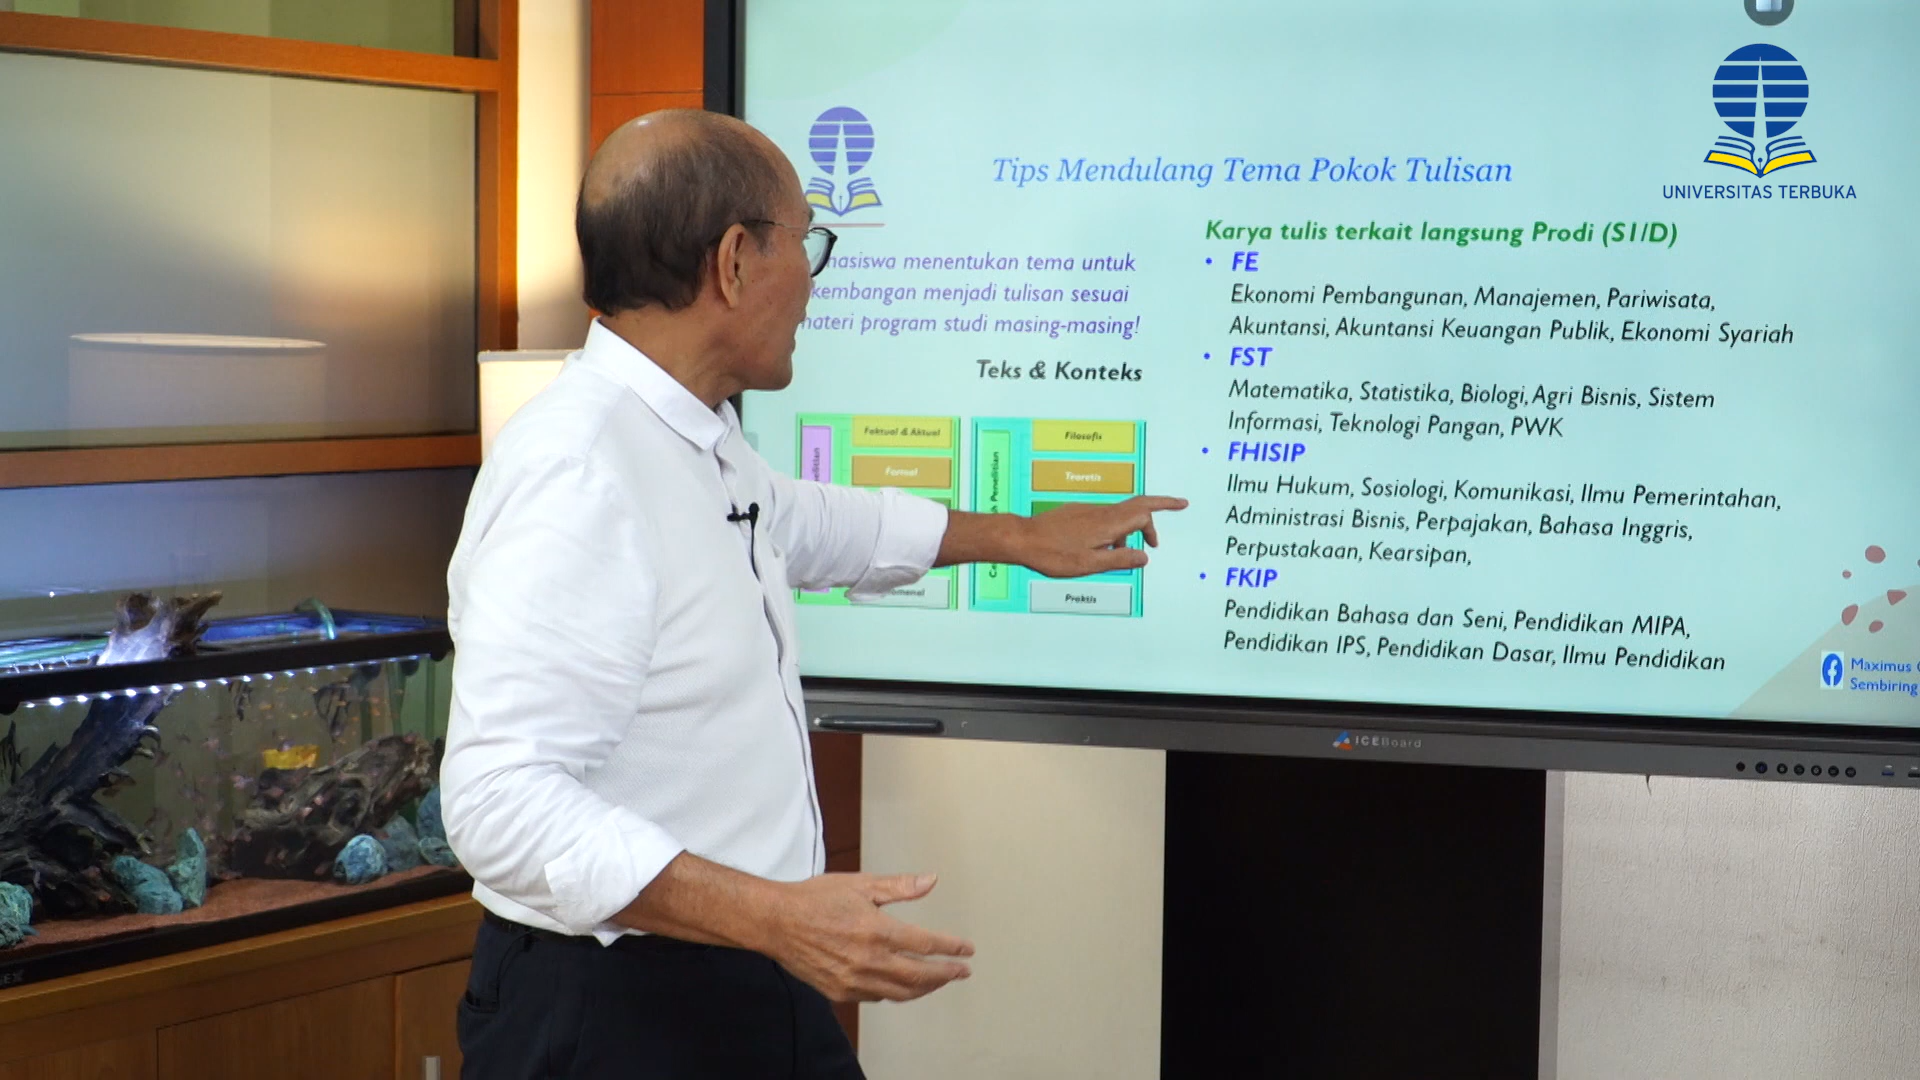 UNIVERSITAS TERBUKA
Tips Mendulang Tema Pokok Tulisan
menentukan tema untuk
kembangan menjadi tulisan sesuai
materi program studi masing-masing!
Teks & Konteks
Faktual & Aktual
Formal
Filosofis
Teoretis
Penelitian
Praktis
Karya tulis terkait langsung Prodi (S1/D)
• FE
Ekonomi Pembangunan, Manajemen, Pariwisata,
Akuntansi, Akuntansi Keuangan Publik, Ekonomi Syariah
• FST
Matematika, Statistika, Biologi, Agri Bisnis, Sistem
Informasi, Teknologi Pangan, PWK
• FHISIP
Ilmu Hukum, Sosiologi, Komunikasi, Ilmu Pemerintahan,
Administrasi Bisnis, Perpajakan, Bahasa Inggris,
Perpustakaan, Kearsipan,
• FKIP
Pendidikan Bahasa dan Seni, Pendidikan MIPA,
Pendidikan IPS, Pendidikan Dasar, Ilmu Pendidikan
Maximus
Sembiring
ICEBoard